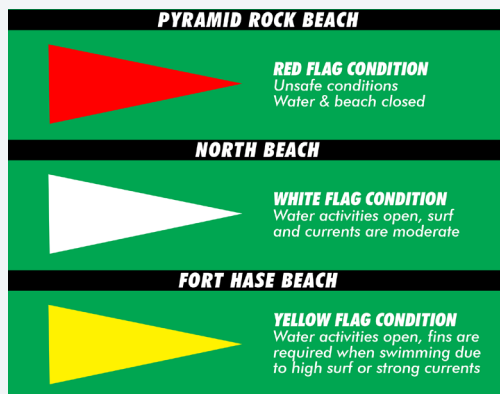 PYRAMID ROCK BEACH
RED FLAG CONDITION
Unsafe conditions
Water & beach closed
NORTH BEACH
WHITE FLAG CONDITION
Water activities open, surf
and currents are moderate
FORT HASE BEACH
YELLOW FLAG CONDITION
Water activities open, fins are
required when swimming due
to high surf or strong currents